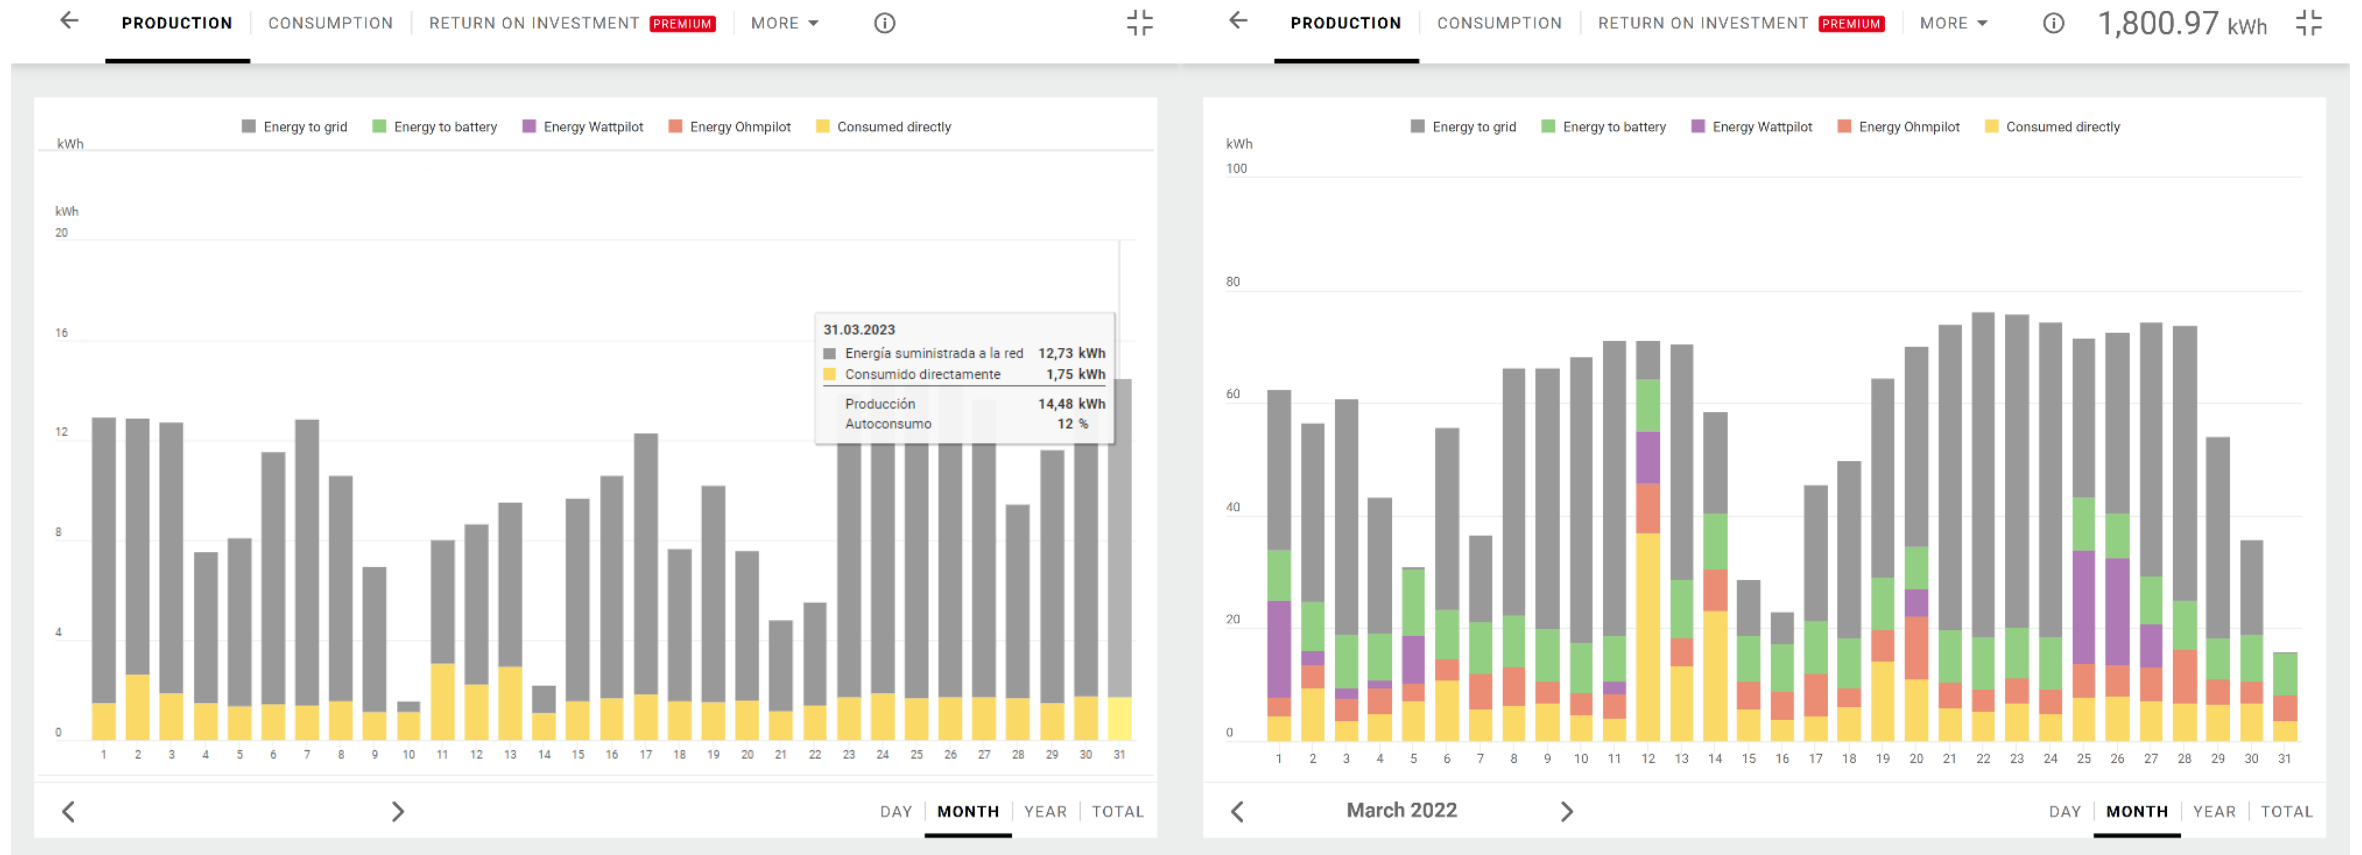 PRODUCTION CONSUMPTION RETURN ON INVESTMENT PREMIUM MORE
Energy to grid Energy to battery Energy Wattpilot Energy Ohmpilot Consumed directly
kWh
kWh
20
16
12
8
4
0
31.03.2023
Energía suministrada a la red 12,73 kWh
Consumido directamente 1,75 kWh
Producción 14,48 kWh
Autoconsumo 12 %
1 2 3 4 5 6 7 8 9 10 11 12 13 14 15 16 17 18 19 20 21 22 23 24 25 26 27 28 29 30 31
DAY MONTH YEAR TOTAL
PRODUCTION CONSUMPTION RETURN ON INVESTMENT PREMIUM MORE 1,800.97 kWh
Energy to grid Energy to battery Energy Wattpilot Energy Ohmpilot Consumed directly
kWh
100
80
60
40
20
0
1 2 3 4 5 6 7 8 9 10 11 12 13 14 15 16 17 18 19 20 21 22 23 24 25 26 27 28 29 30 31
March 2022 DAY MONTH YEAR TOTAL